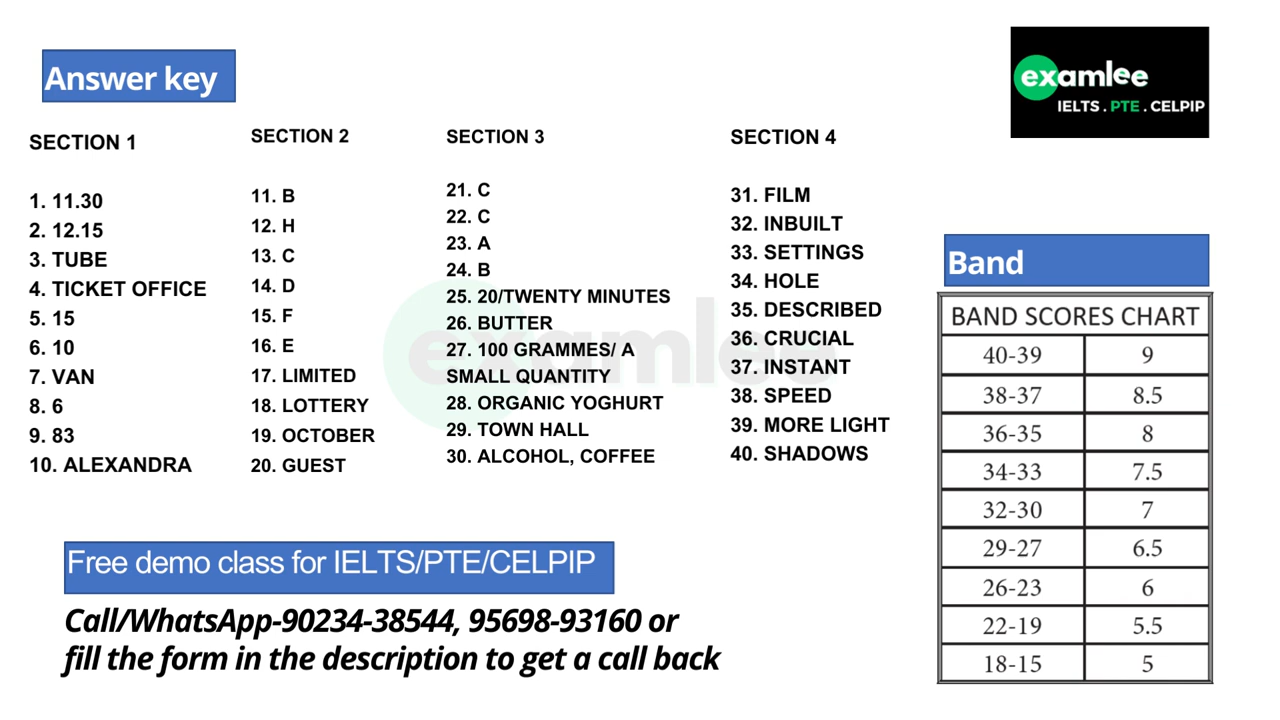 Answer key
examlee
IELTS . PTE . CELPIP
SECTION 1
1. 11.30
2. 12.15
3. TUBE
4. TICKET OFFICE
5. 15
6. 10
7. VAN
8. 6
9. 83
10. ALEXANDRA
SECTION 2
11. B
12. H
13. C
14. D
15. F
16. E
17. LIMITED
18. LOTTERY
19. OCTOBER
20. GUEST
SECTION 3
21. C
22. C
23. A
24. B
25. 20/TWENTY MINUTES
26. BUTTER
27. 100 GRAMMES/ A
SMALL QUANTITY
28. ORGANIC YOGHURT
29. TOWN HALL
30. ALCOHOL, COFFEE
examlee
SECTION 4
31. FILM
32. INBUILT
33. SETTINGS
34. HOLE
35. DESCRIBED
36. CRUCIAL
37. INSTANT
38. SPEED
39. MORE LIGHT
40. SHADOWS
Band
BAND SCORES CHART
40-39 9
38-37 8.5
36-35 8
34-33 7.5
32-30 7
29-27 6.5
26-23 6
22-19 5.5
18-15 5
Free demo class for IELTS/PTE/CELPIP
Call/WhatsApp-90234-38544, 95698-93160 or
fill the form in the description to get a call back